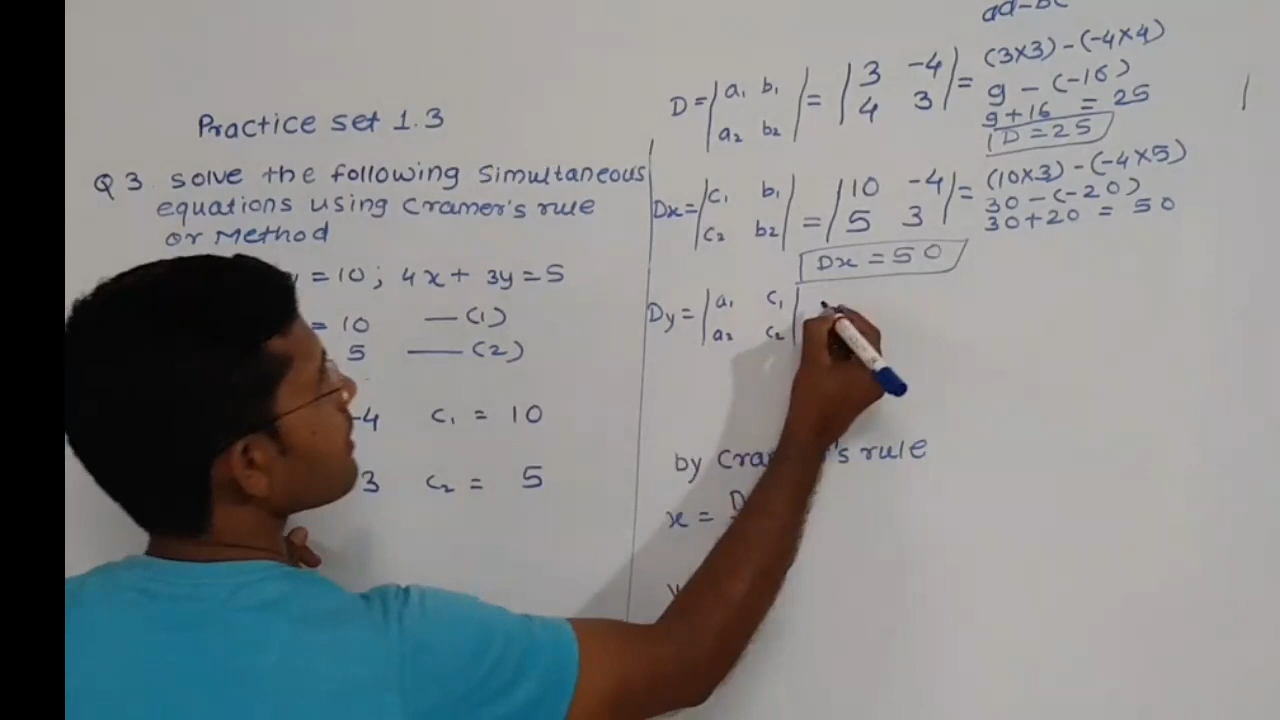 Practice set 1.3
Q 3. solve the following simultaneous
equations using cramer's rule
or Method
= 10 ; 4x + 3y = 5
= 10 — (1)
5 — (2)
-4 c₁ = 10
3 c₂ = 5
ad-bc
D = | a₁ b₁ | = | 3 -4 | = (3×3) - (-4×4)
| a₂ b₂ | | 4 3 | 9 - (-16)
9+16 = 25
D = 25
Dx = | c₁ b₁ | = | 10 -4 | = (10×3) - (-4×5)
| c₂ b₂ | | 5 3 | 30 - (-20)
30+20 = 50
Dx = 50
Dy = | a₁ c₁ |
| a₂ c₂ |
by rule
x =